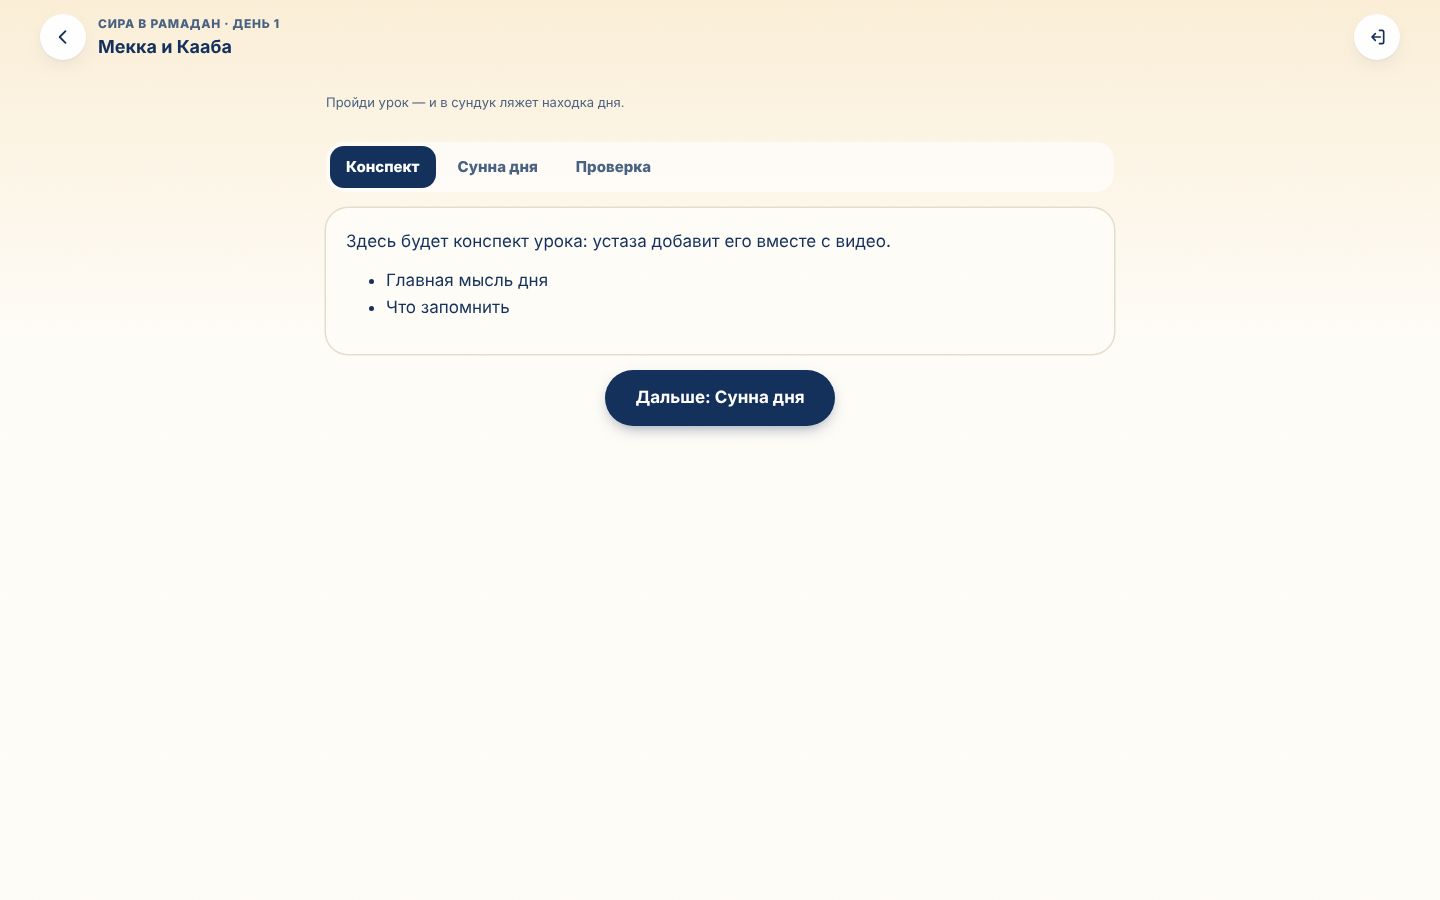 СИРА В РАМАДАН · ДЕНЬ 1
Мекка и Кааба
Пройди урок — и в сундук ляжет находка дня.
Конспект
Сунна дня
Проверка
Здесь будет конспект урока: устаза добавит его вместе с видео.
• Главная мысль дня
• Что запомнить
Дальше: Сунна дня